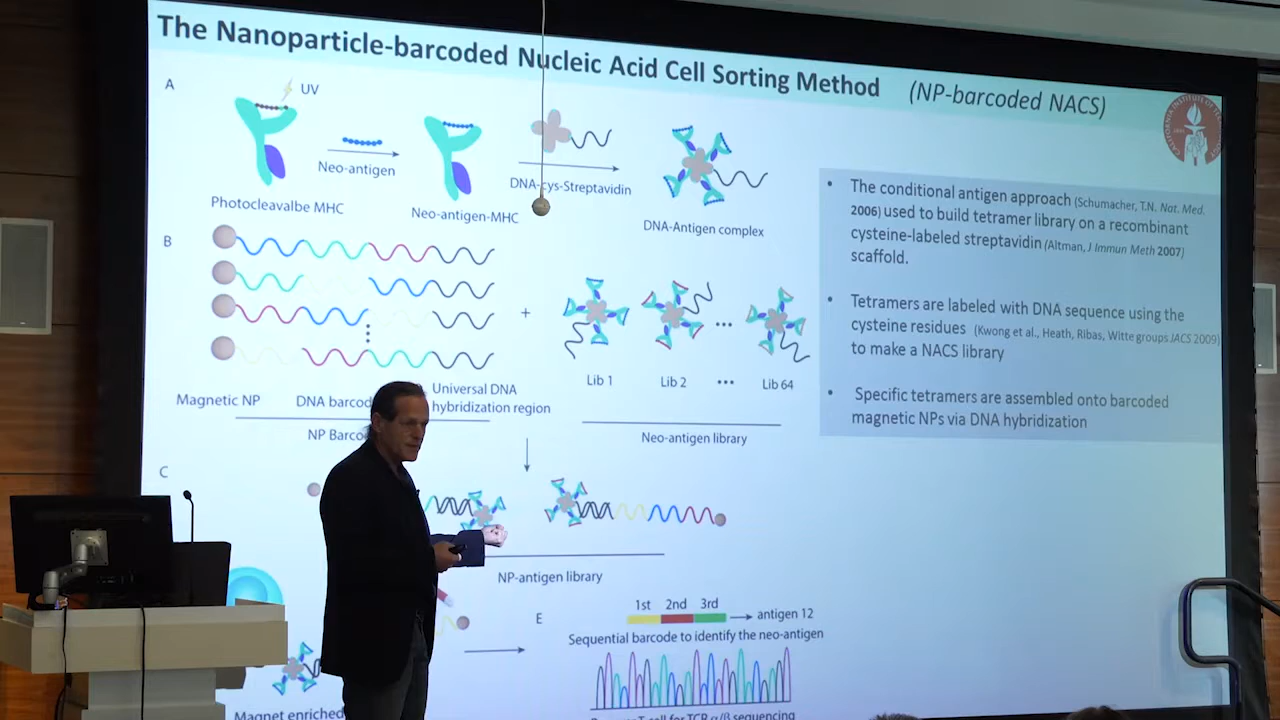 The Nanoparticle-barcoded Nucleic Acid Cell Sorting Method (NP-barcoded NACS)
A
UV
Neo-antigen
DNA-cys-Streptavidin
Photocleavalbe MHC
Neo-antigen-MHC
DNA-Antigen complex
B
+
...
Lib 1
Lib 2
...
Lib 64
Magnetic NP
DNA barcod
Universal DNA
hybridization region
NP Barco
Neo-antigen library
C
NP-antigen library
E
1st 2nd 3rd
antigen 12
Sequential barcode to identify the neo-antigen
Magnet enriched
T cell for TCR α/β sequencing
• The conditional antigen approach (Schumacher, T.N. Nat. Med.
2006) used to build tetramer library on a recombinant
cysteine-labeled streptavidin (Altman, J Immun Meth 2007)
scaffold.
• Tetramers are labeled with DNA sequence using the
cysteine residues (Kwong et al., Heath, Ribas, Witte groups JACS 2009)
to make a NACS library
• Specific tetramers are assembled onto barcoded
magnetic NPs via DNA hybridization